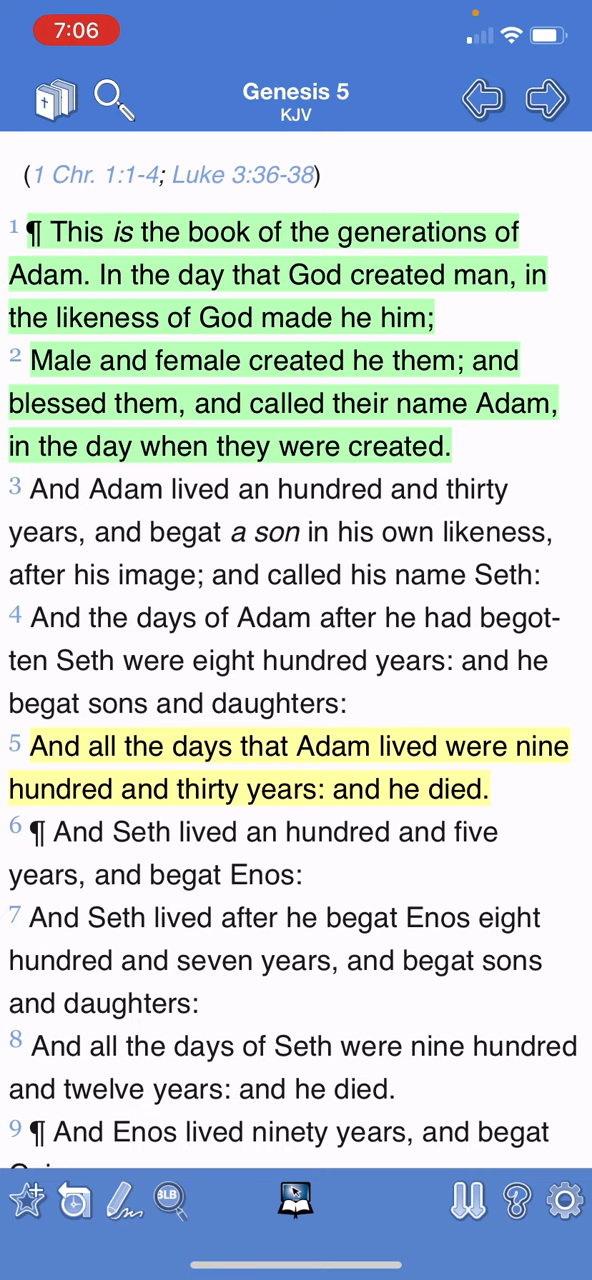 7:06
Genesis 5
KJV
(1 Chr. 1:1-4; Luke 3:36-38)
1 ¶ This is the book of the generations of
Adam. In the day that God created man, in
the likeness of God made he him;
2 Male and female created he them; and
blessed them, and called their name Adam,
in the day when they were created.
3 And Adam lived an hundred and thirty
years, and begat a son in his own likeness,
after his image; and called his name Seth:
4 And the days of Adam after he had begot-
ten Seth were eight hundred years: and he
begat sons and daughters:
5 And all the days that Adam lived were nine
hundred and thirty years: and he died.
6 ¶ And Seth lived an hundred and five
years, and begat Enos:
7 And Seth lived after he begat Enos eight
hundred and seven years, and begat sons
and daughters:
8 And all the days of Seth were nine hundred
and twelve years: and he died.
9 ¶ And Enos lived ninety years, and begat
BLB